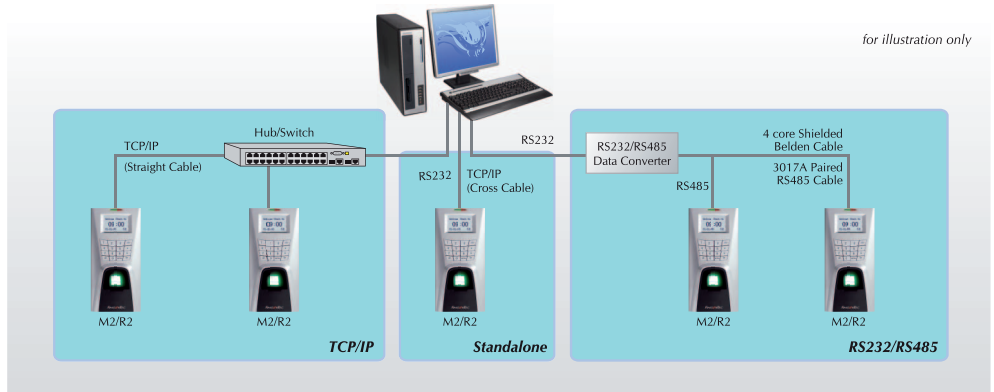 for illustration only
TCP/IP
(Straight Cable)
Hub/Switch
RS232
TCP/IP
(Cross Cable)
RS232
RS232/RS485
Data Converter
RS485
4 core Shielded
Belden Cable
3017A Paired
RS485 Cable
M2/R2
M2/R2
M2/R2
M2/R2
M2/R2
TCP/IP
Standalone
RS232/RS485